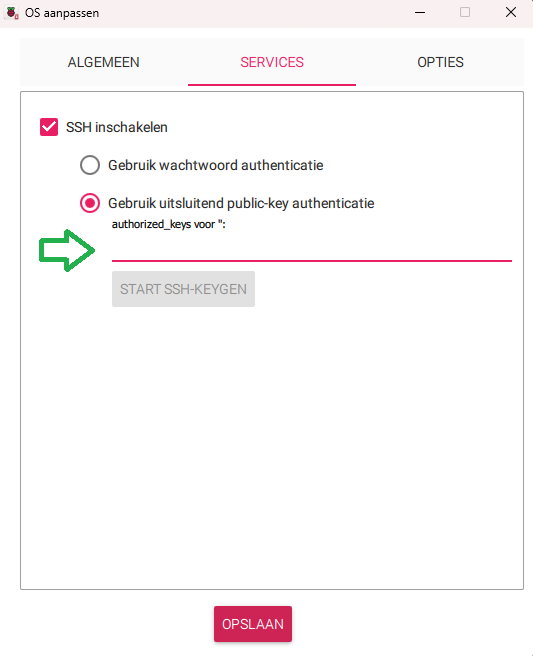 OS aanpassen
ALGEMEEN SERVICES OPTIES
SSH inschakelen
Gebruik wachtwoord authenticatie
Gebruik uitsluitend public-key authenticatie
authorized_keys voor '':
START SSH-KEYGEN
OPSLAAN